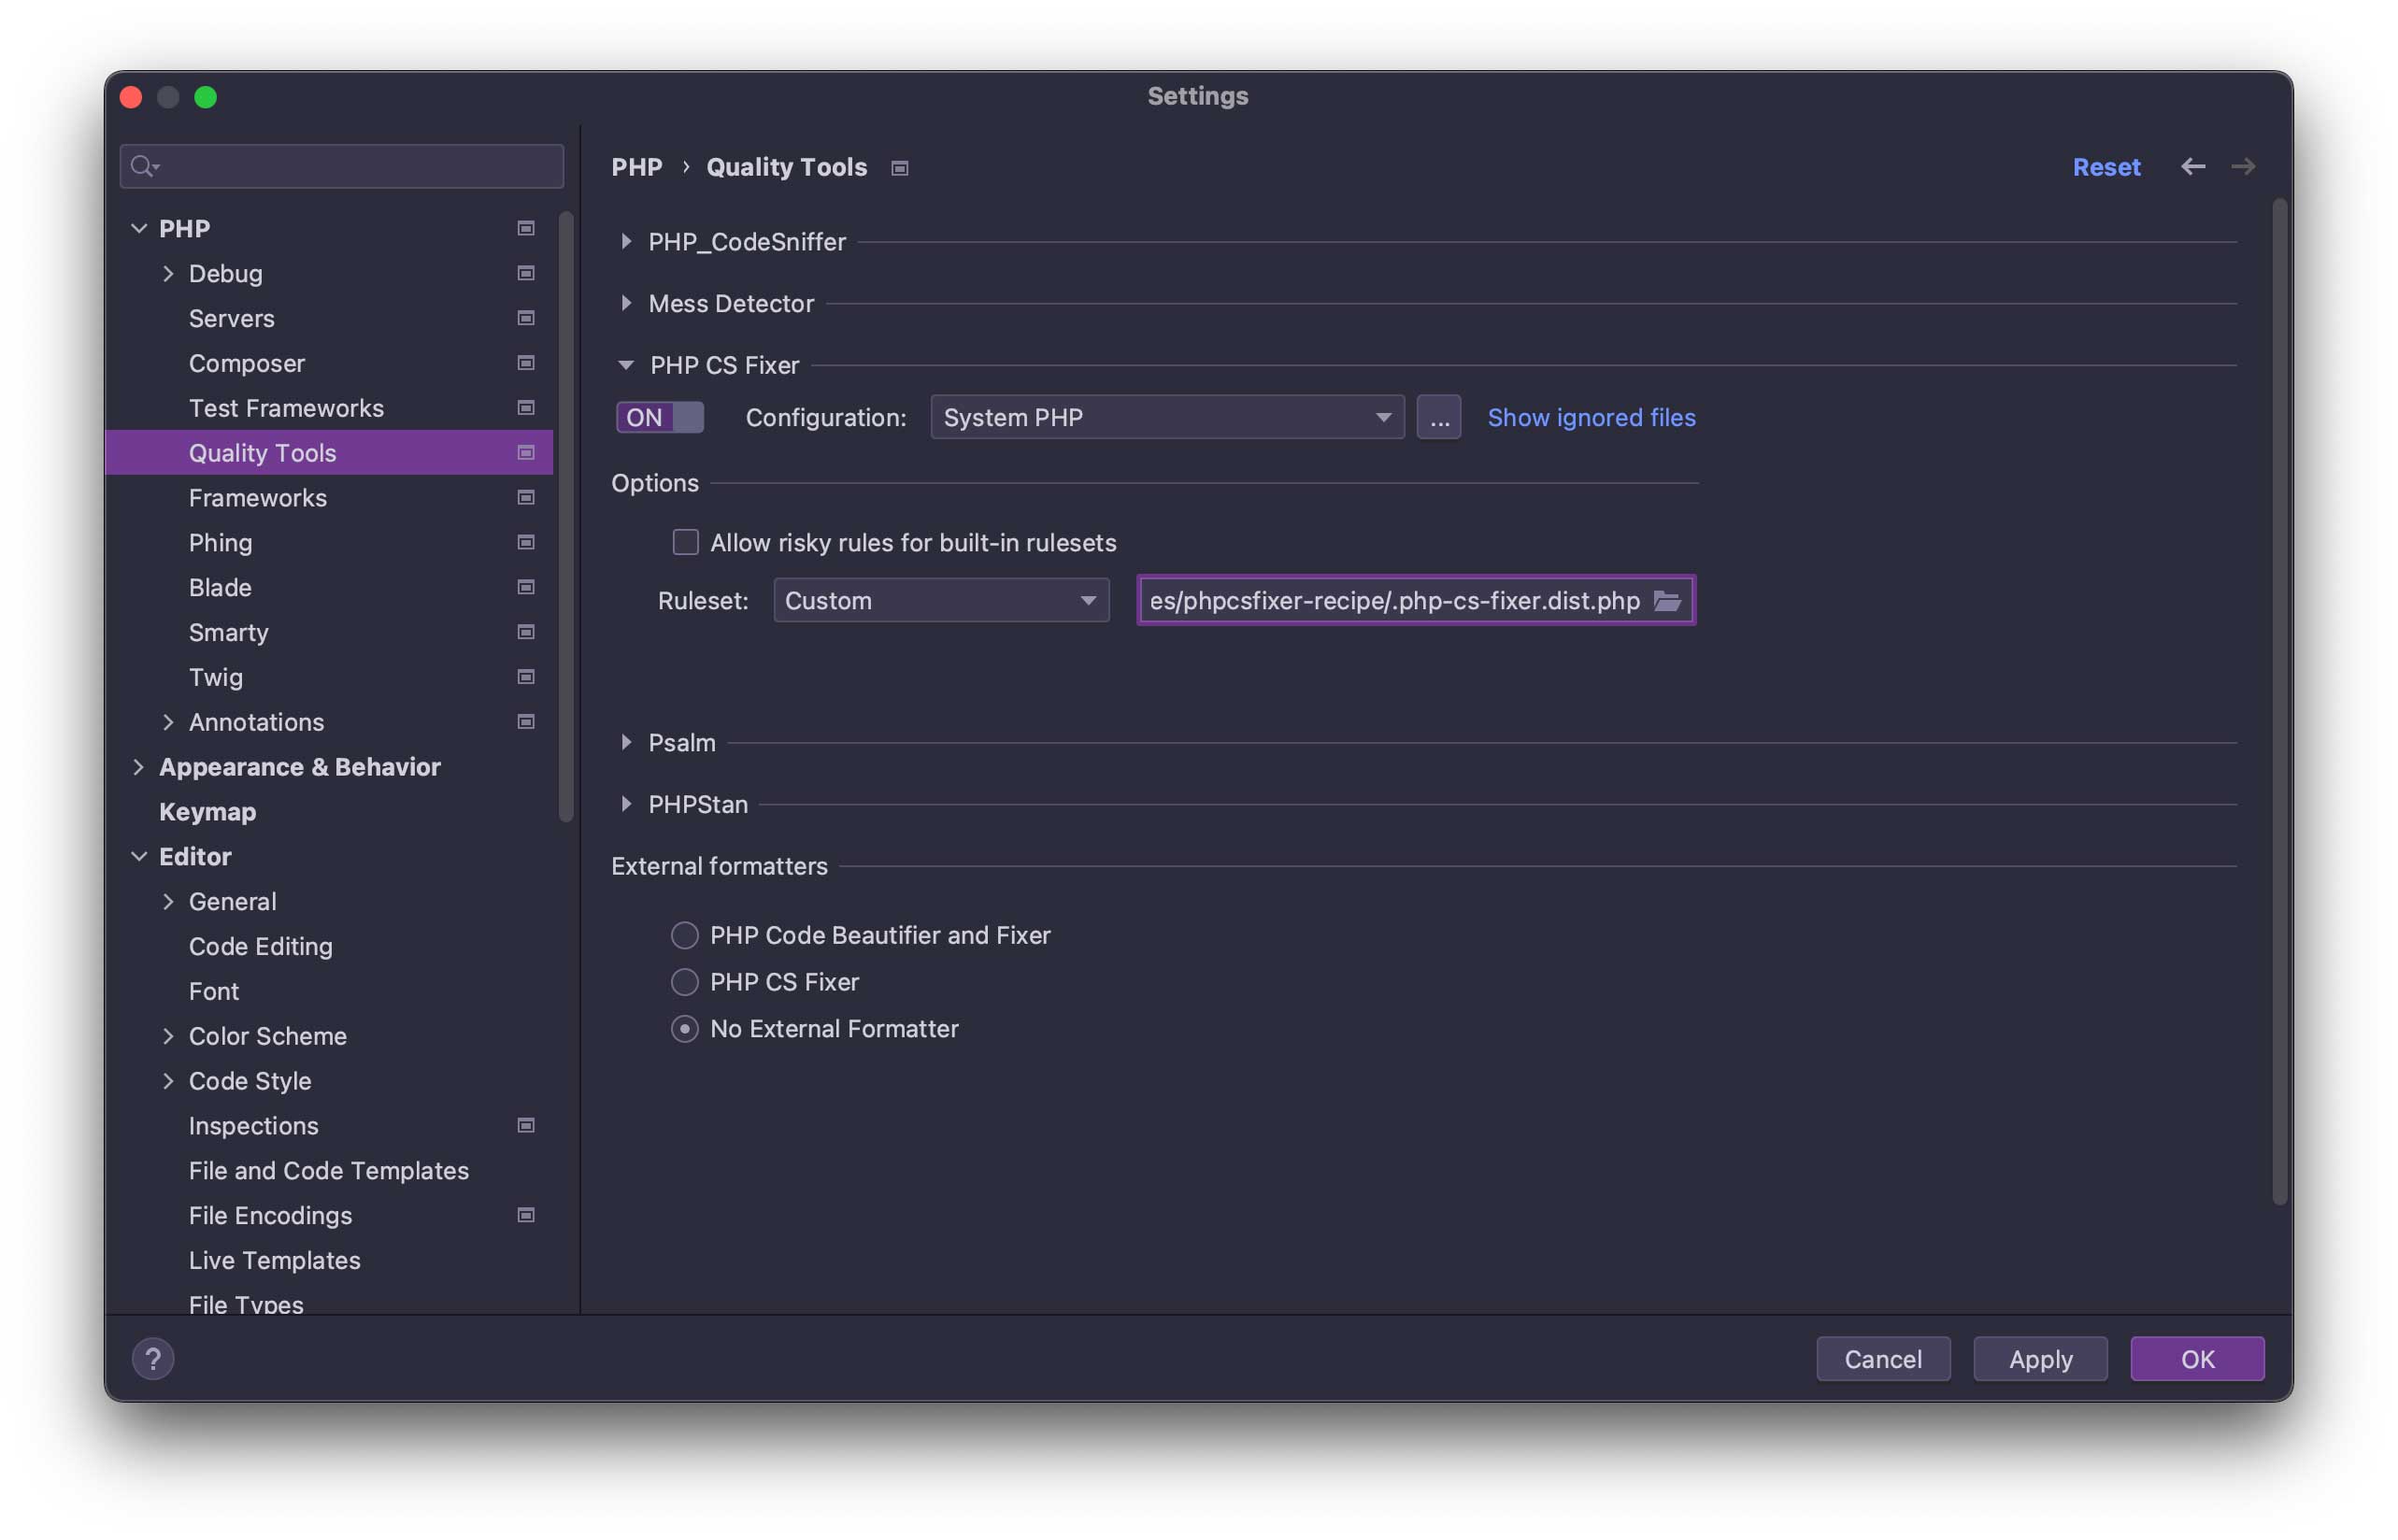 Settings
PHP
Debug
Servers
Composer
Test Frameworks
Quality Tools
Frameworks
Phing
Blade
Smarty
Twig
Annotations
Appearance & Behavior
Keymap
Editor
General
Code Editing
Font
Color Scheme
Code Style
Inspections
File and Code Templates
File Encodings
Live Templates
File Types
PHP › Quality Tools
Reset
PHP_CodeSniffer
Mess Detector
PHP CS Fixer
ON Configuration: System PHP ... Show ignored files
Options
Allow risky rules for built-in rulesets
Ruleset: Custom es/phpcsfixer-recipe/.php-cs-fixer.dist.php
Psalm
PHPStan
External formatters
PHP Code Beautifier and Fixer
PHP CS Fixer
No External Formatter
? Cancel Apply OK